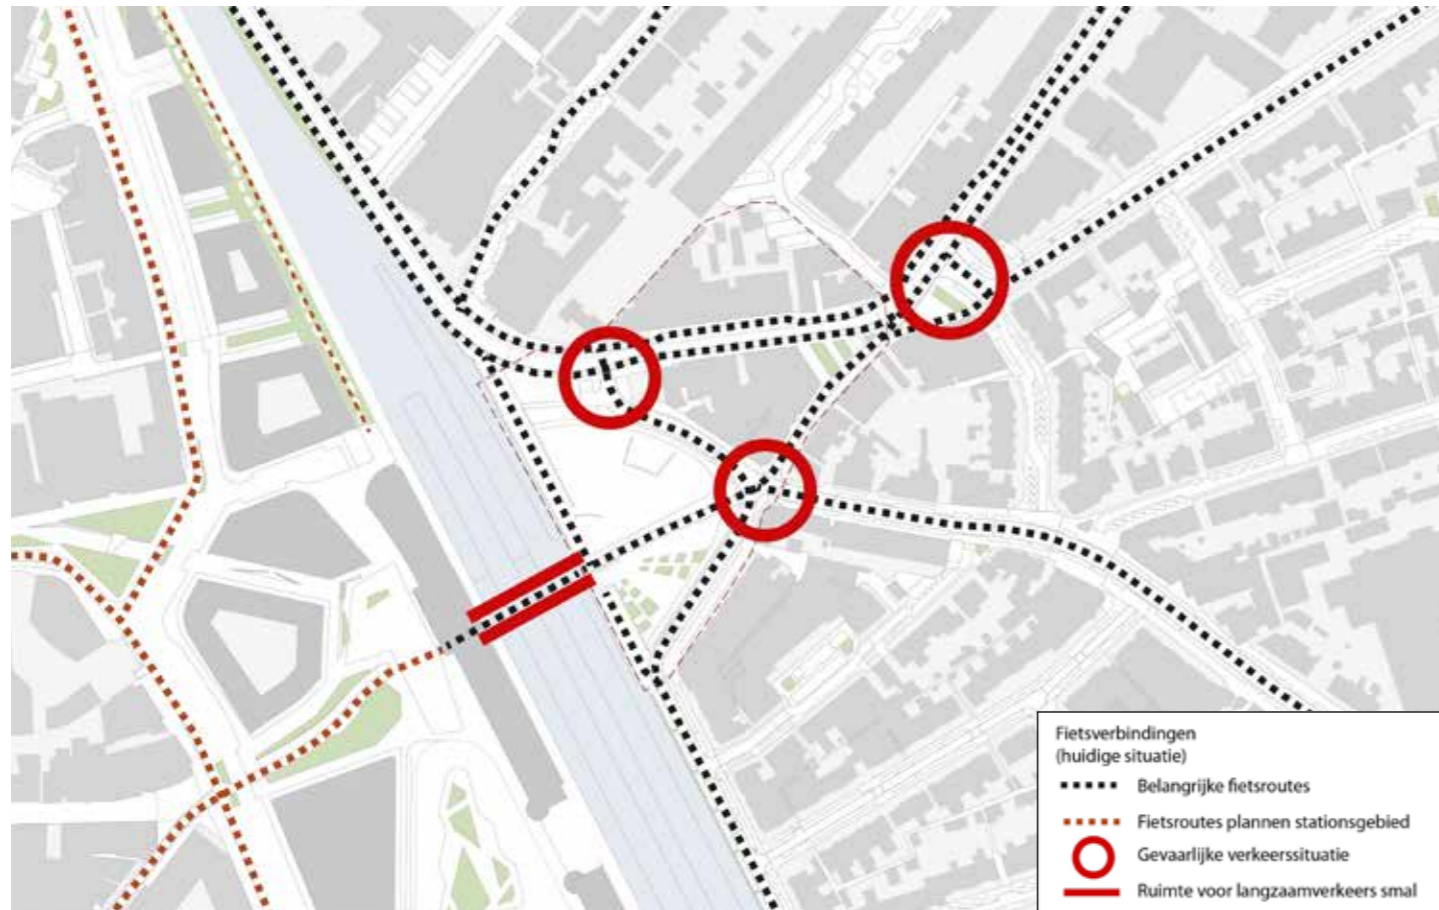 Fietsverbindingen
(huidige situatie)
Belangrijke fietsroutes
Fietsroutes plannen stationsgebied
Gevaarlijke verkeerssituatie
Ruimte voor langzaamverkeers smal